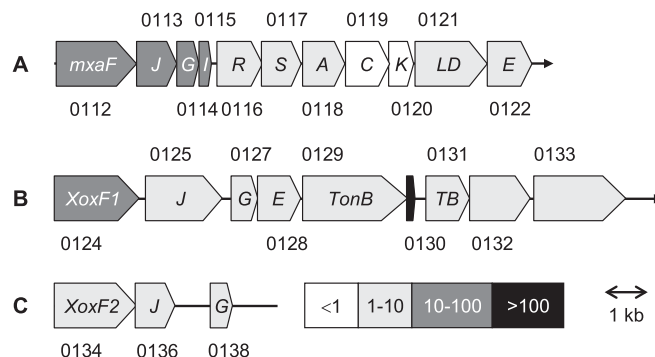 0113 0115 0117 0119 0121
A mxaF J G I R S A C K LD E
0112 0114 0116 0118 0120 0122
0125 0127 0129 0131 0133
B XoxF1 J G E TonB TB
0124 0128 0130 0132
C XoxF2 J G <1 1-10 10-100 >100
1 kb
0134 0136 0138